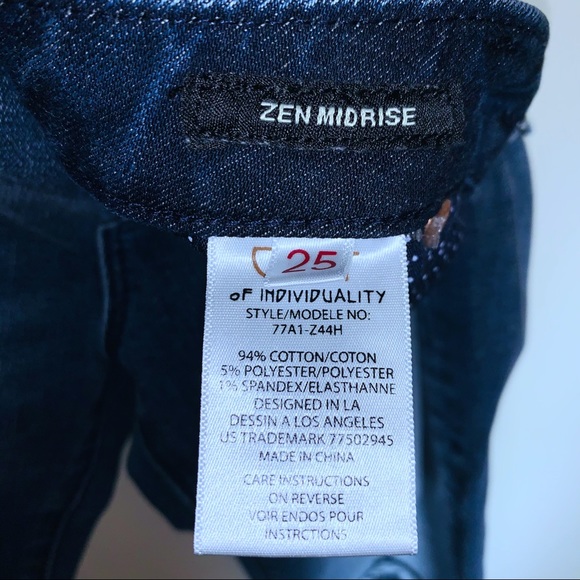 ZEN MIDRISE
25
OF INDIVIDUALITY
STYLE/MODELE NO:
77A1-Z44H
94% COTTON/COTON
5% POLYESTER/POLYESTER
1% SPANDEX/ELASTHANNE
DESIGNED IN LA
DESSIN A LOS ANGELES
US TRADEMARK 77502945
MADE IN CHINA
CARE INSTRUCTIONS
ON REVERSE
VOIR ENDOS POUR
INSTRCTIONS